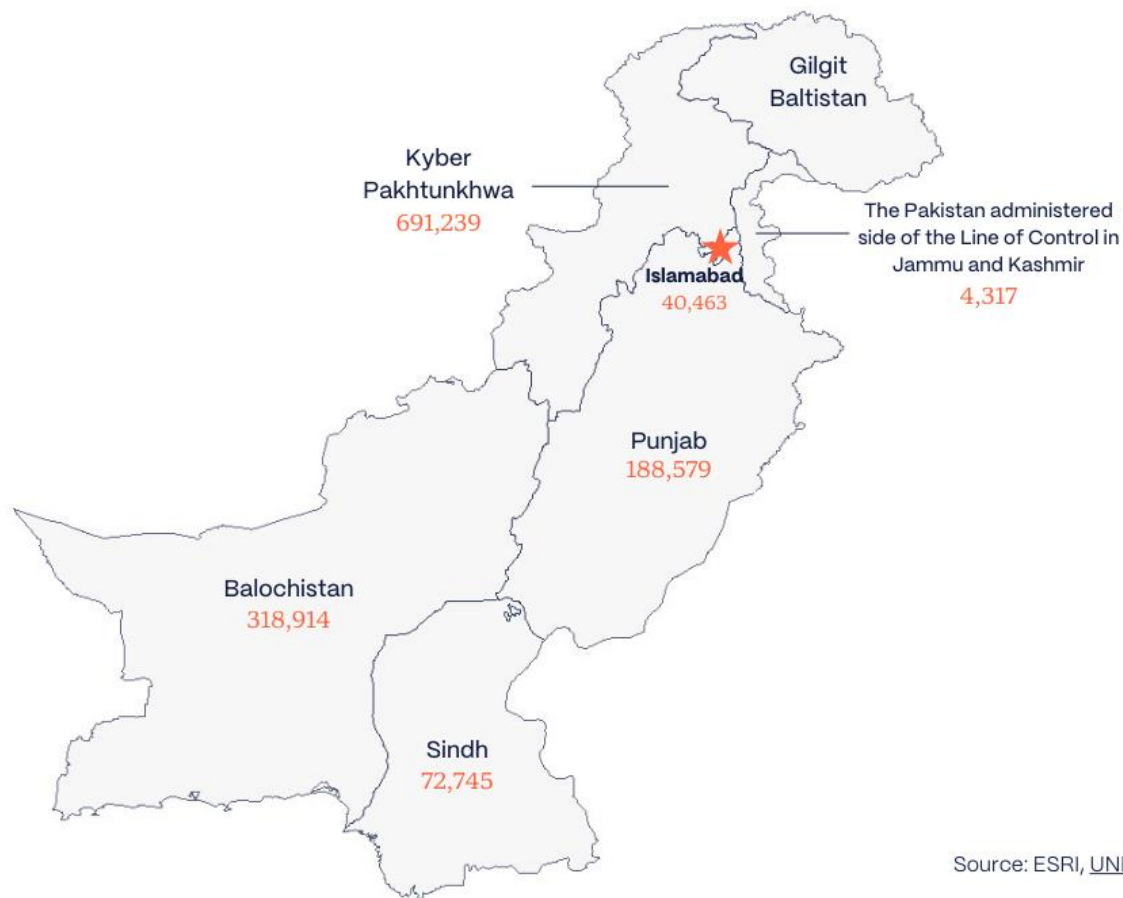 Gilgit
Baltistan
Kyber
Pakhtunkhwa
691,239
The Pakistan administered
side of the Line of Control in
Jammu and Kashmir
4,317
Islamabad
40,463
Punjab
188,579
Balochistan
318,914
Sindh
72,745
Source: ESRI,